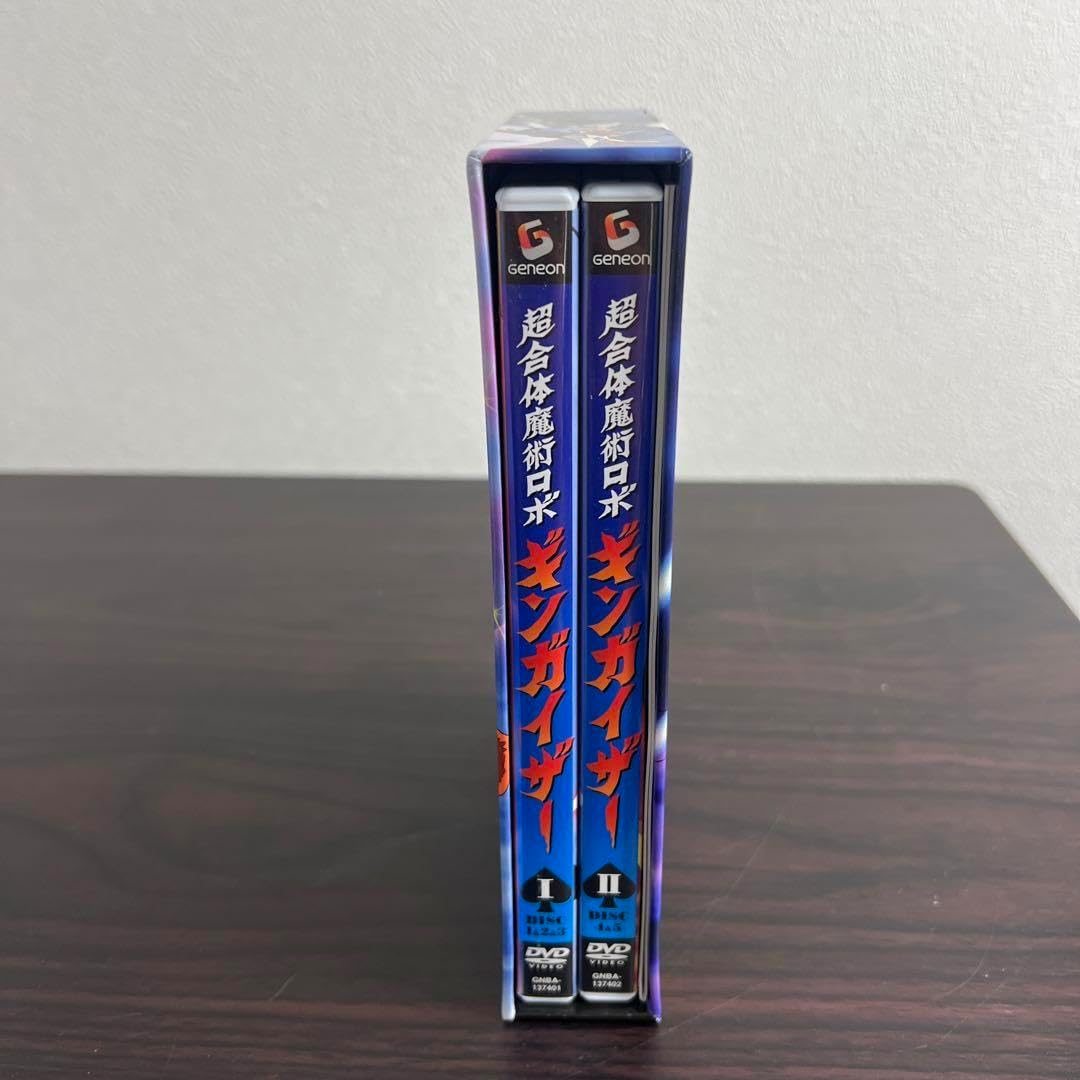 GENEON
超合体魔術ロボ
ギンガイザー
I
DISC
1&2&3
DVD
VIDEO
GNBA-
137401
GENEON
超合体魔術ロボ
ギンガイザー
II
DISC
4&5
DVD
VIDEO
GNBA-
137402